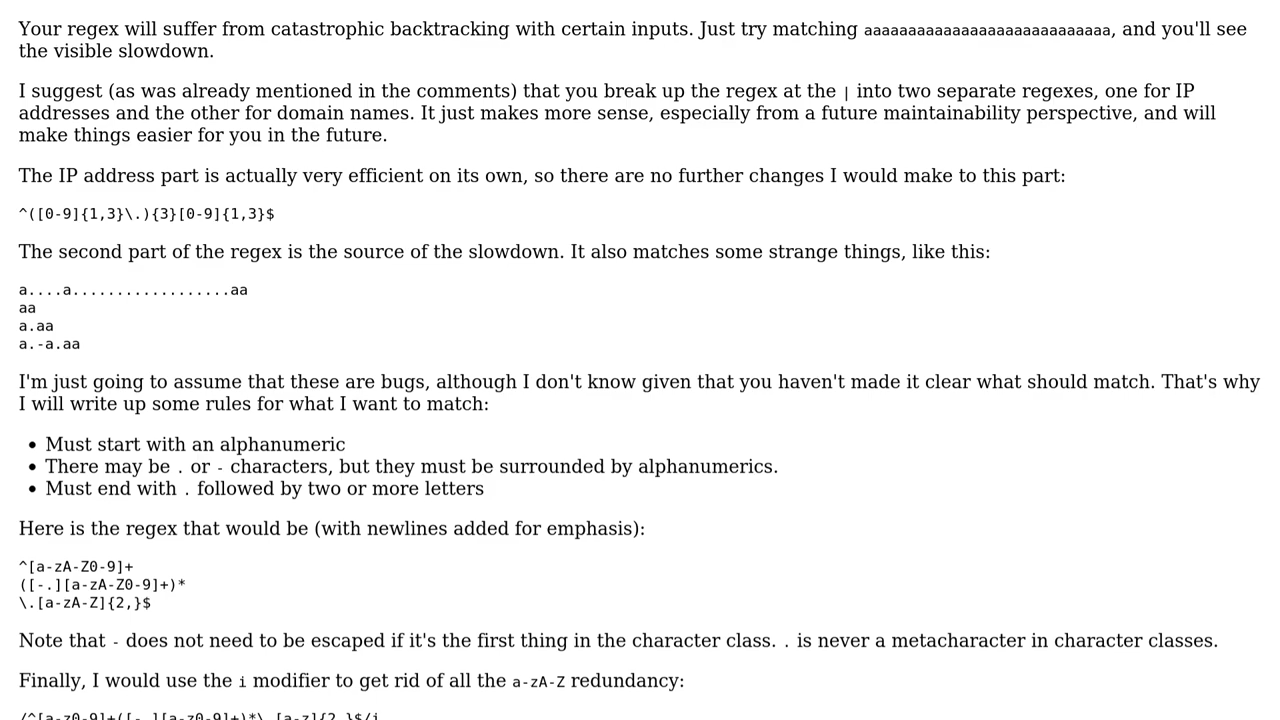 Your regex will suffer from catastrophic backtracking with certain inputs. Just try matching aaaaaaaaaaaaaaaaaaaaaaaaaaaa, and you'll see
the visible slowdown.
I suggest (as was already mentioned in the comments) that you break up the regex at the | into two separate regexes, one for IP
addresses and the other for domain names. It just makes more sense, especially from a future maintainability perspective, and will
make things easier for you in the future.
The IP address part is actually very efficient on its own, so there are no further changes I would make to this part:
^([0-9]{1,3}\.){3}[0-9]{1,3}$
The second part of the regex is the source of the slowdown. It also matches some strange things, like this:
a....a..................aa
aa
a.aa
a.-a.aa
I'm just going to assume that these are bugs, although I don't know given that you haven't made it clear what should match. That's why
I will write up some rules for what I want to match:
• Must start with an alphanumeric
• There may be . or - characters, but they must be surrounded by alphanumerics.
• Must end with . followed by two or more letters
Here is the regex that would be (with newlines added for emphasis):
^[a-zA-Z0-9]+
([-.][a-zA-Z0-9]+)*
\.[a-zA-Z]{2,}$
Note that - does not need to be escaped if it's the first thing in the character class. . is never a metacharacter in character classes.
Finally, I would use the i modifier to get rid of all the a-zA-Z redundancy:
/^[a-z0-9]+([-.][a-z0-9]+)*\.[a-z]{2,}$/i